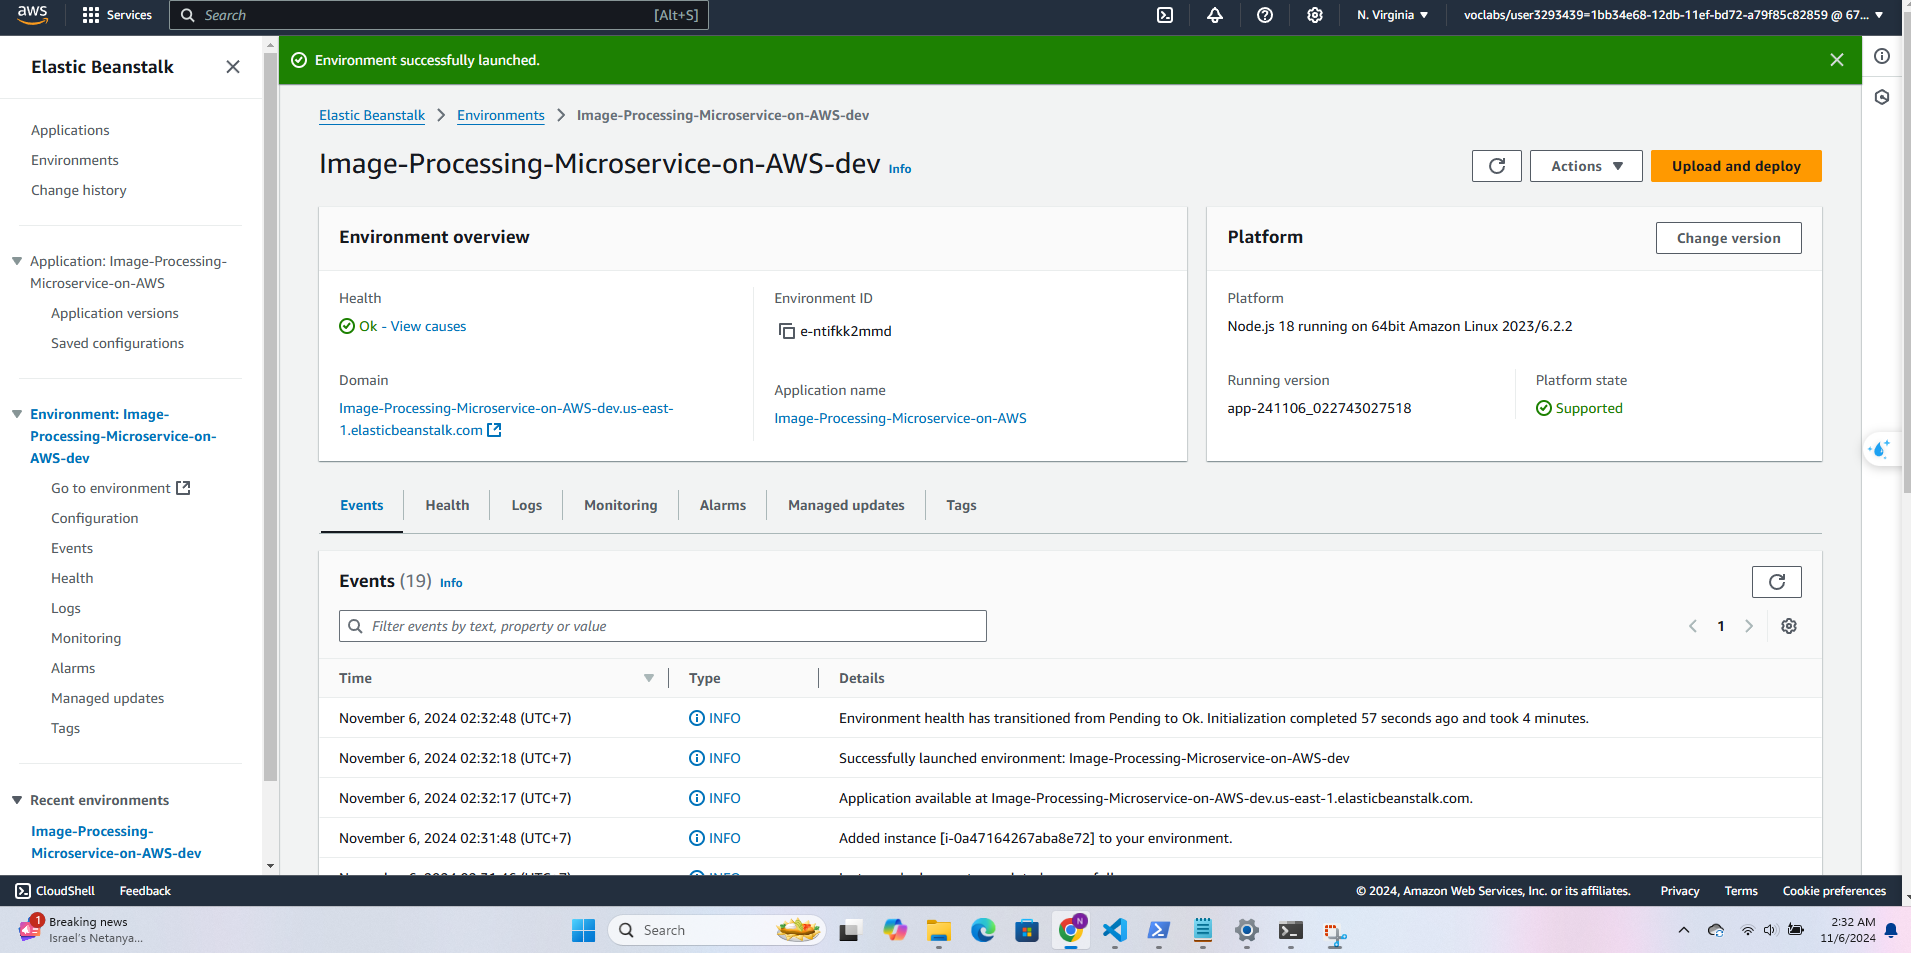 aws
Services
Search
[Alt+S]
N. Virginia
voclabs/user3293439=1bb34e68-12db-11ef-bd72-a79f85c82859 @ 67...
Elastic Beanstalk
Applications
Environments
Change history
Application: Image-Processing-
Microservice-on-AWS
Application versions
Saved configurations
Environment: Image-
Processing-Microservice-on-
AWS-dev
Go to environment
Configuration
Events
Health
Logs
Monitoring
Alarms
Managed updates
Tags
Recent environments
Image-Processing-
Microservice-on-AWS-dev
Environment successfully launched.
Elastic Beanstalk > Environments > Image-Processing-Microservice-on-AWS-dev
Image-Processing-Microservice-on-AWS-dev Info
Actions
Upload and deploy
Environment overview
Health
Ok - View causes
Domain
Image-Processing-Microservice-on-AWS-dev.us-east-
1.elasticbeanstalk.com
Environment ID
e-ntifkk2mmd
Application name
Image-Processing-Microservice-on-AWS
Platform
Change version
Platform
Node.js 18 running on 64bit Amazon Linux 2023/6.2.2
Running version
app-241106_022743027518
Platform state
Supported
Events
Health
Logs
Monitoring
Alarms
Managed updates
Tags
Events (19) Info
Filter events by text, property or value
1
Time Type Details
November 6, 2024 02:32:48 (UTC+7) INFO Environment health has transitioned from Pending to Ok. Initialization completed 57 seconds ago and took 4 minutes.
November 6, 2024 02:32:18 (UTC+7) INFO Successfully launched environment: Image-Processing-Microservice-on-AWS-dev
November 6, 2024 02:32:17 (UTC+7) INFO Application available at Image-Processing-Microservice-on-AWS-dev.us-east-1.elasticbeanstalk.com.
November 6, 2024 02:31:48 (UTC+7) INFO Added instance [i-0a47164267aba8e72] to your environment.
CloudShell
Feedback
© 2024, Amazon Web Services, Inc. or its affiliates.
Privacy
Terms
Cookie preferences
1
Breaking news
Israel's Netanya...
Search
N
2:32 AM
11/6/2024